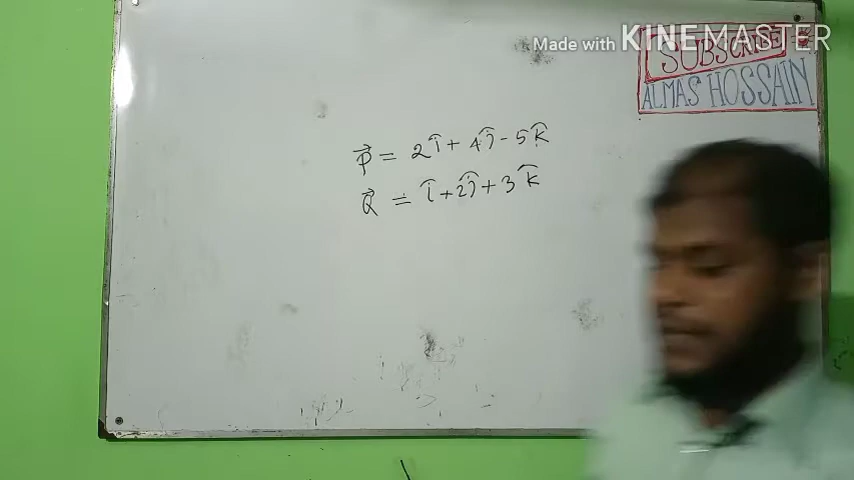 Made with KINEMASTER
SUBSCRIBE
ALMAS HOSSAIN
P⃗ = 2î + 4ĵ - 5k̂
Q⃗ = î + 2ĵ + 3k̂